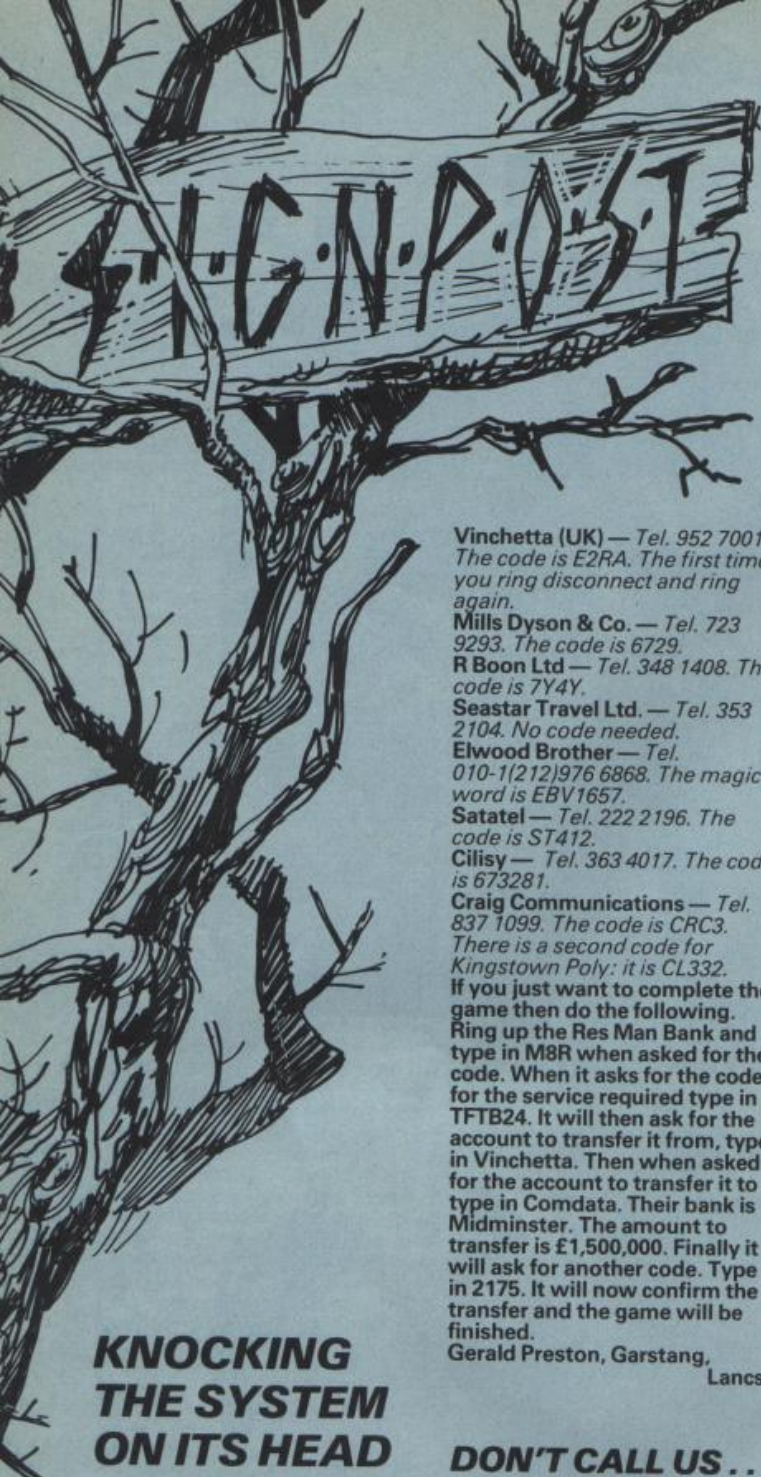 S·I·G·N·P·O·S·T
Vinchetta (UK) — Tel. 952 7001
The code is E2RA. The first time
you ring disconnect and ring
again.
Mills Dyson & Co. — Tel. 723
9293. The code is 6729.
R Boon Ltd — Tel. 348 1408. Th
code is 7Y4Y.
Seastar Travel Ltd. — Tel. 353
2104. No code needed.
Elwood Brother — Tel.
010-1(212)976 6868. The magic
word is EBV1657.
Satatel — Tel. 222 2196. The
code is ST412.
Cilisy — Tel. 363 4017. The cod
is 673281.
Craig Communications — Tel.
837 1099. The code is CRC3.
There is a second code for
Kingstown Poly: it is CL332.
If you just want to complete the
game then do the following.
Ring up the Res Man Bank and
type in M8R when asked for the
code. When it asks for the code
for the service required type in
TFTB24. It will then ask for the
account to transfer it from, type
in Vinchetta. Then when asked
for the account to transfer it to
type in Comdata. Their bank is
Midminster. The amount to
transfer is £1,500,000. Finally it
will ask for another code. Type
in 2175. It will now confirm the
transfer and the game will be
finished.
Gerald Preston, Garstang,
Lancs
KNOCKING
THE SYSTEM
ON ITS HEAD
DON'T CALL US . .